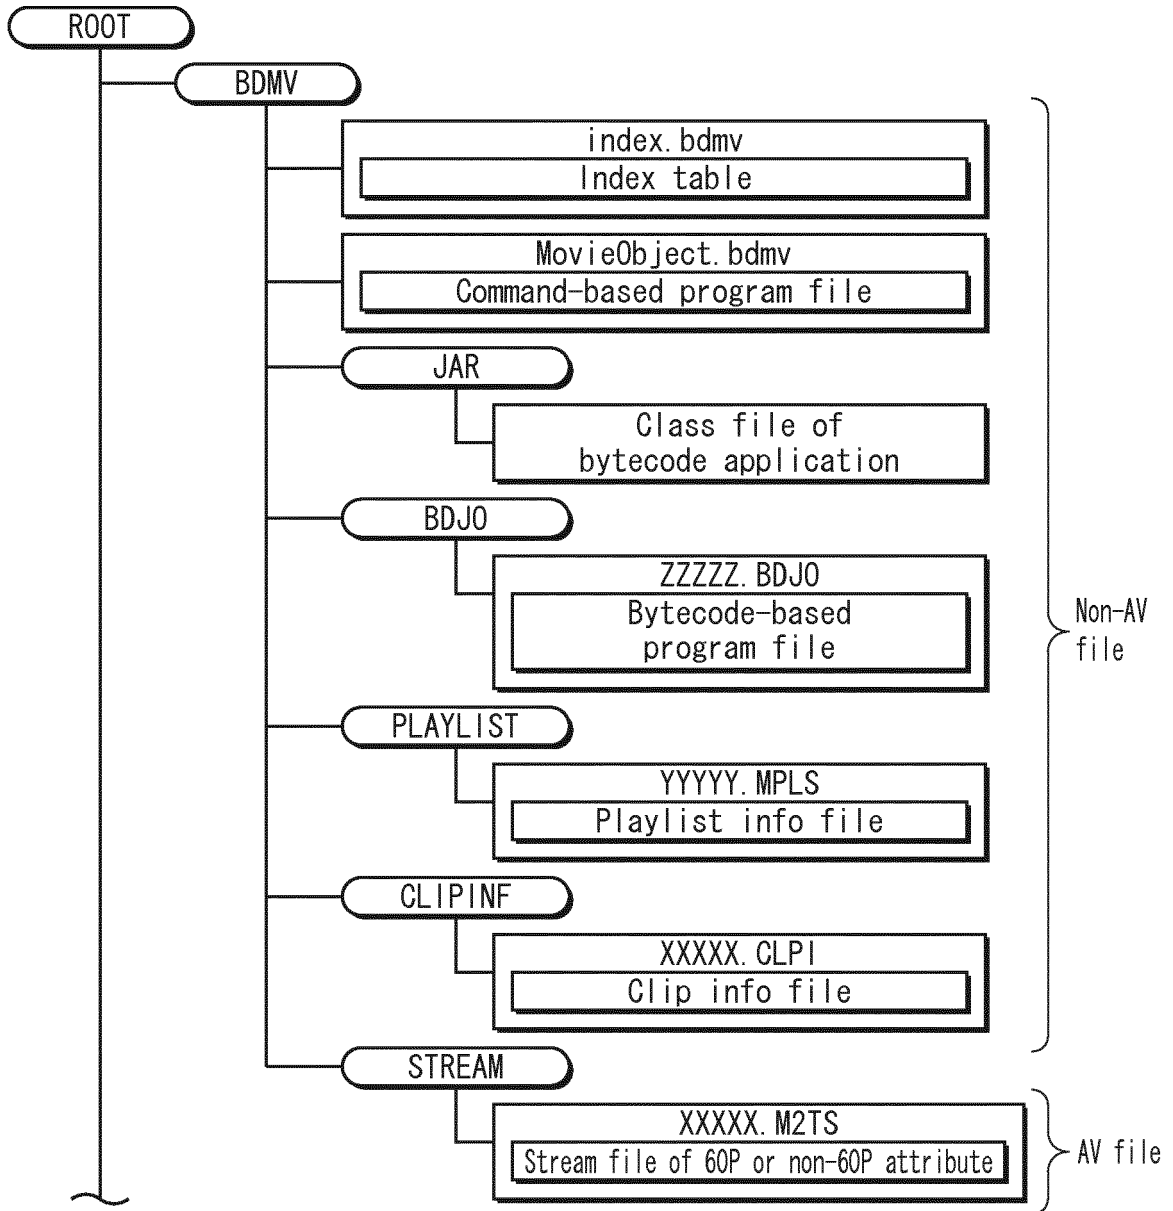 ROOT
BDMV
index.bdmv
Index table
MovieObject.bdmv
Command-based program file
JAR
Class file of
bytecode application
BDJO
ZZZZZ.BDJO
Bytecode-based
program file
Non-AV
file
PLAYLIST
YYYYY.MPLS
Playlist info file
CLIPINF
XXXXX.CLPI
Clip info file
STREAM
XXXXX.M2TS
Stream file of 60P or non-60P attribute
AV file